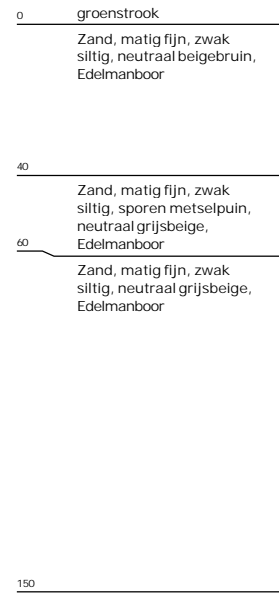 0 groenstrook
Zand, matig fijn, zwak
siltig, neutraal beigebruin,
Edelmanboor
40
Zand, matig fijn, zwak
siltig, sporen metselpuin,
neutraal grijsbeige,
60 Edelmanboor
Zand, matig fijn, zwak
siltig, neutraal grijsbeige,
Edelmanboor
150